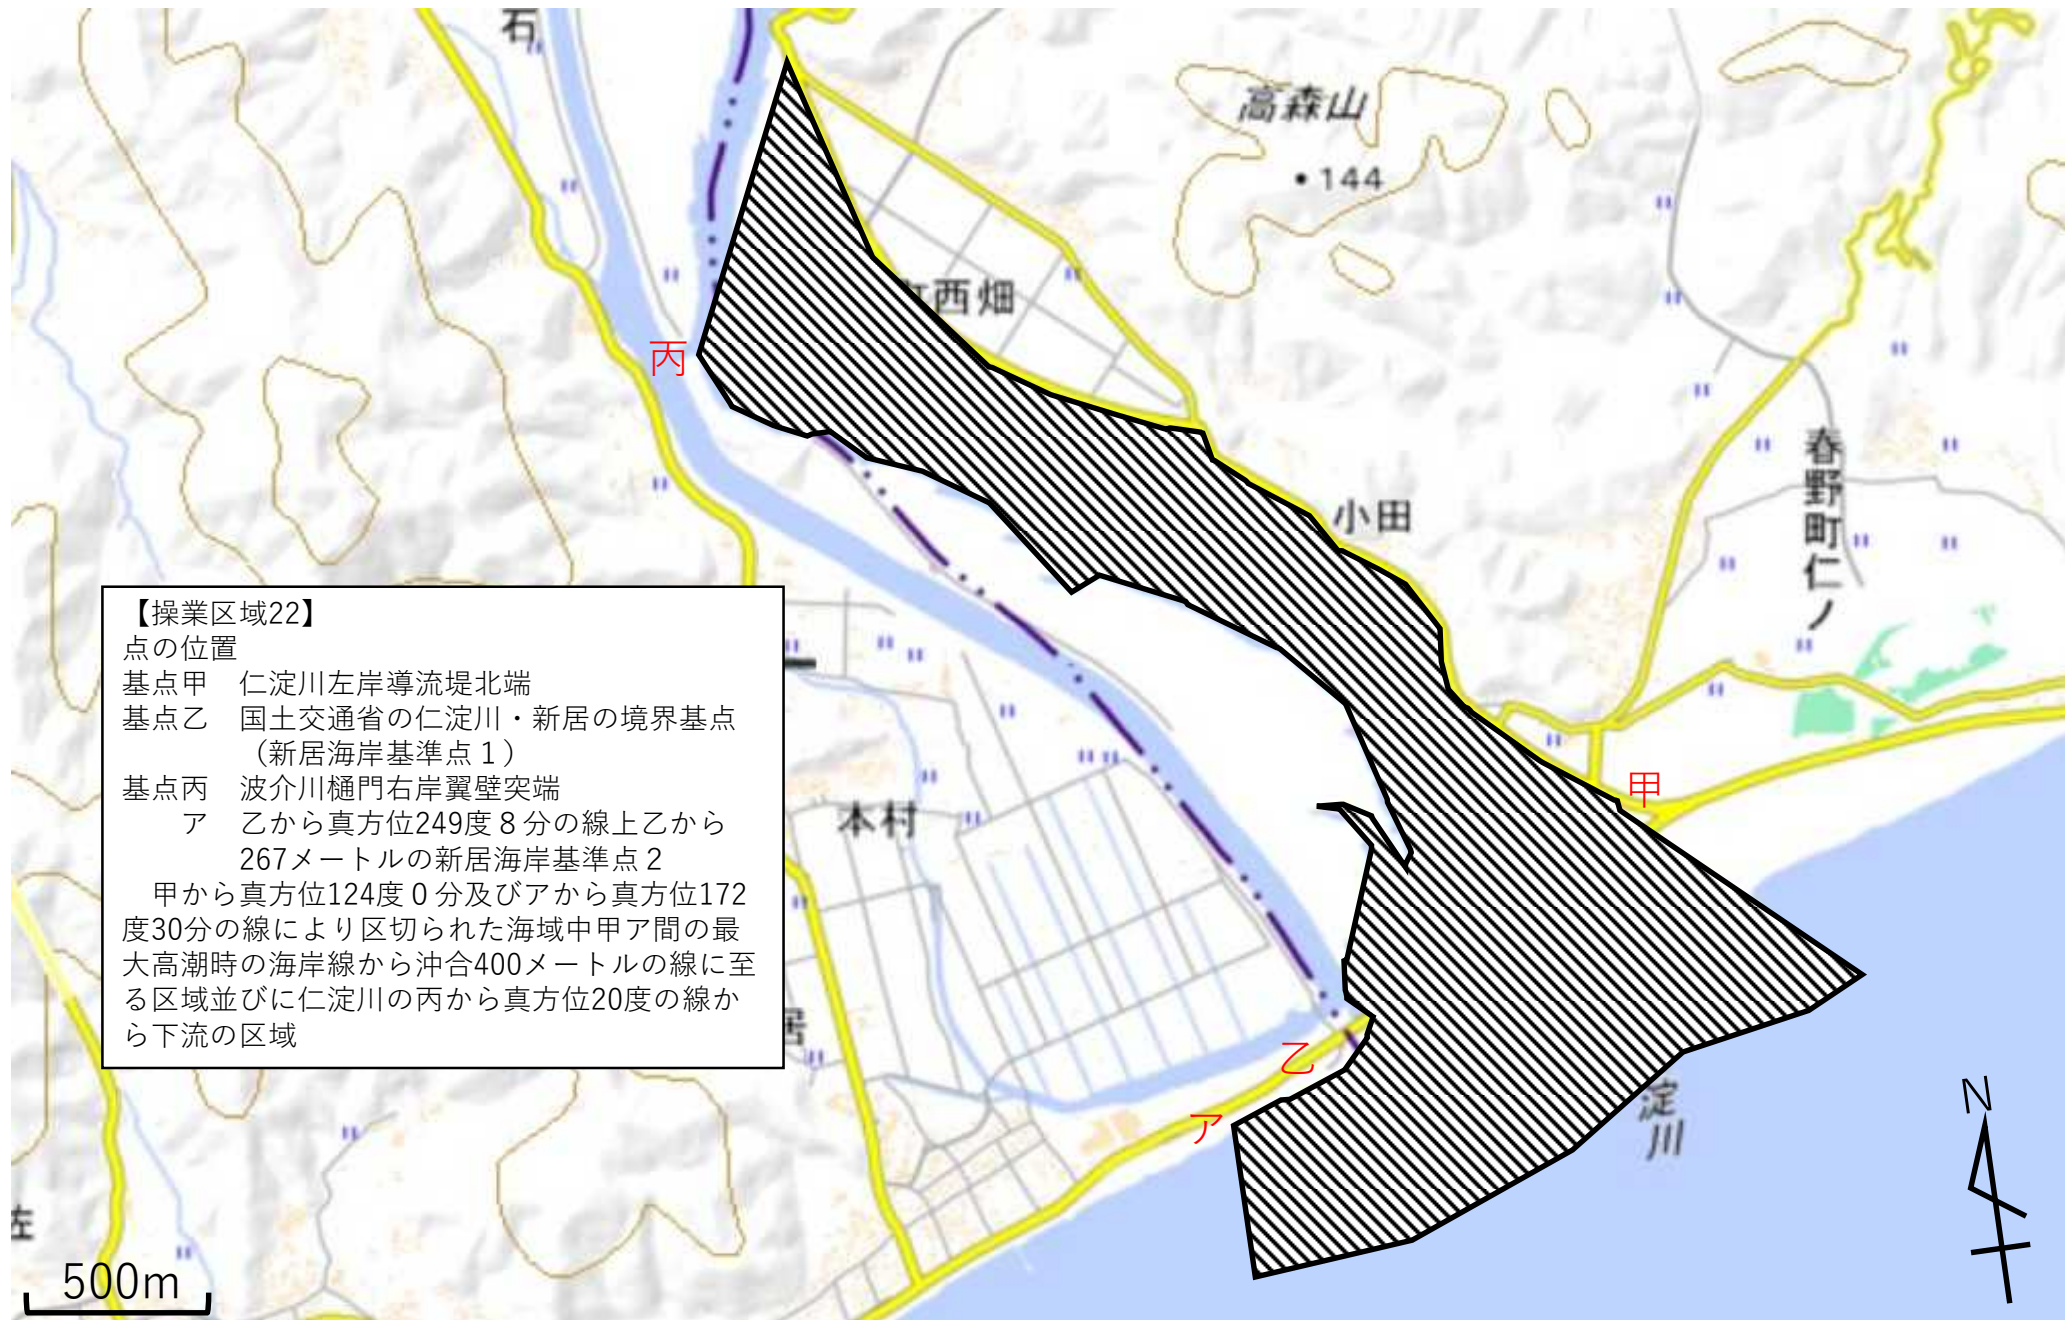 石
高森山
144
西畑
丙
小田
春野町仁ノ
甲
【操業区域22】
点の位置
基点甲　仁淀川左岸導流堤北端
基点乙　国土交通省の仁淀川・新居の境界基点
（新居海岸基準点１）
基点丙　波介川樋門右岸翼壁突端
ア　乙から真方位249度８分の線上乙から
267メートルの新居海岸基準点２
甲から真方位124度０分及びアから真方位172
度30分の線により区切られた海域中甲ア間の最
大高潮時の海岸線から沖合400メートルの線に至
る区域並びに仁淀川の丙から真方位20度の線か
ら下流の区域
本村
居
乙
ア
淀川
N
佐
500m